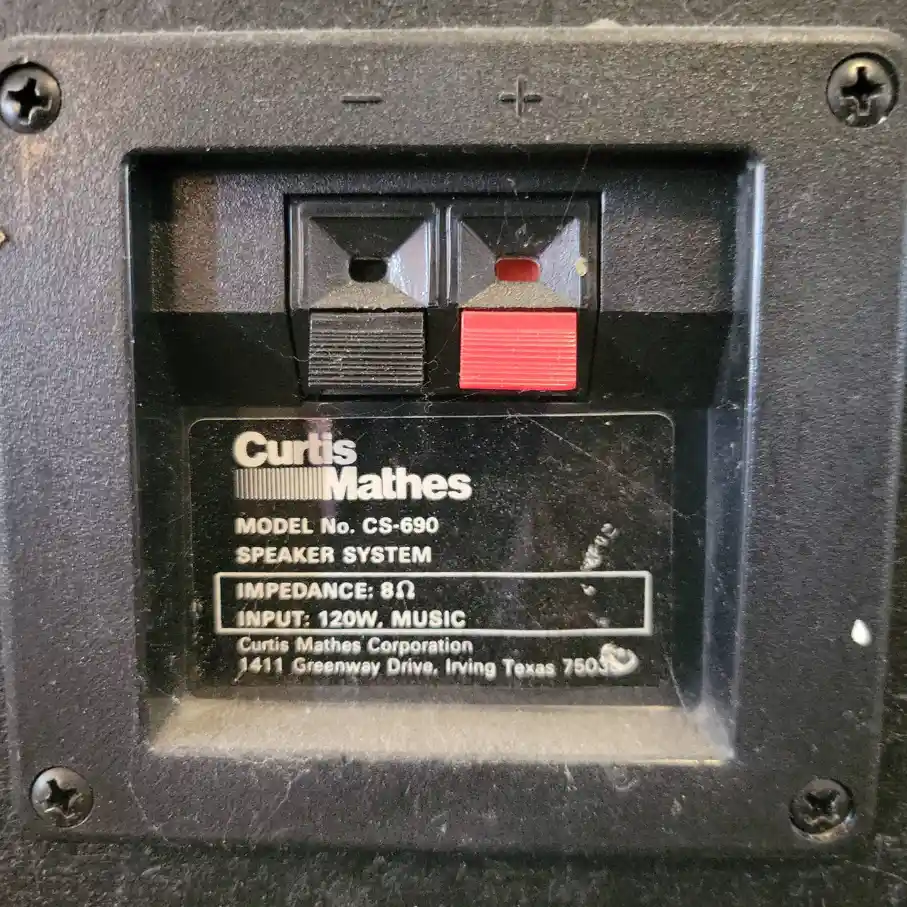 − +
Curtis
Mathes
MODEL No. CS-690
SPEAKER SYSTEM
IMPEDANCE: 8Ω
INPUT: 120W. MUSIC
Curtis Mathes Corporation
1411 Greenway Drive, Irving Texas